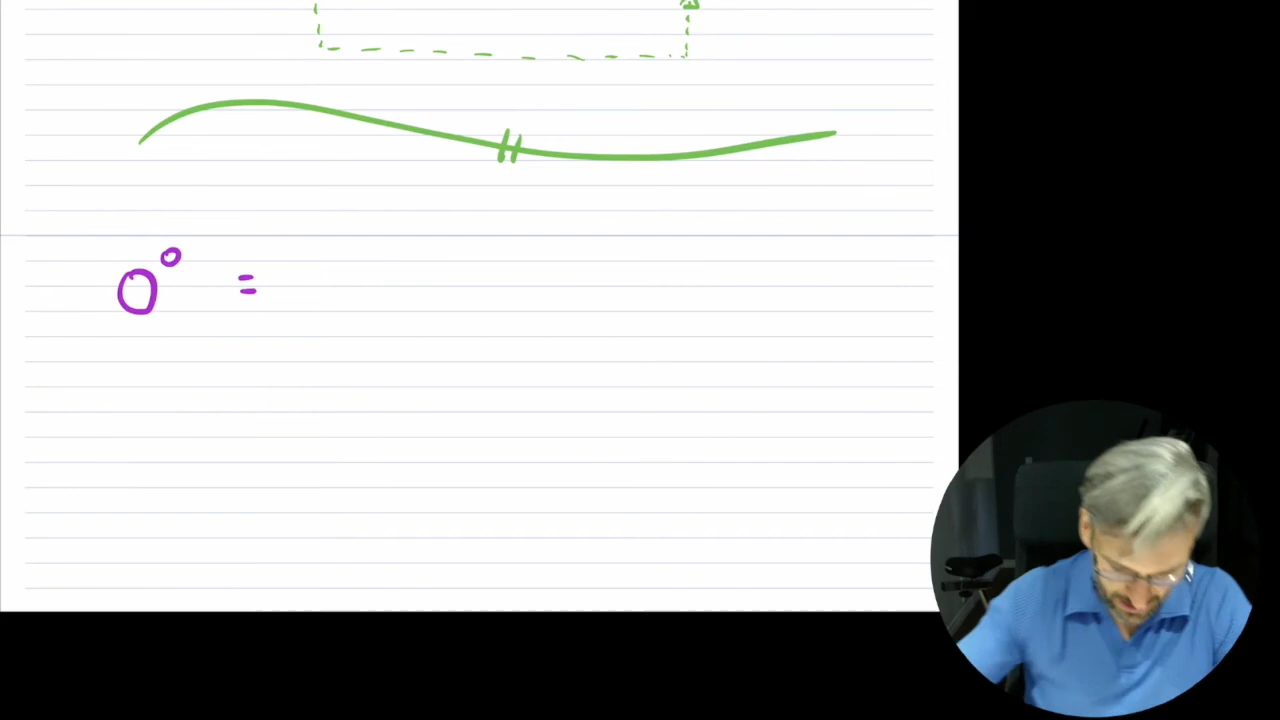 0⁰ =